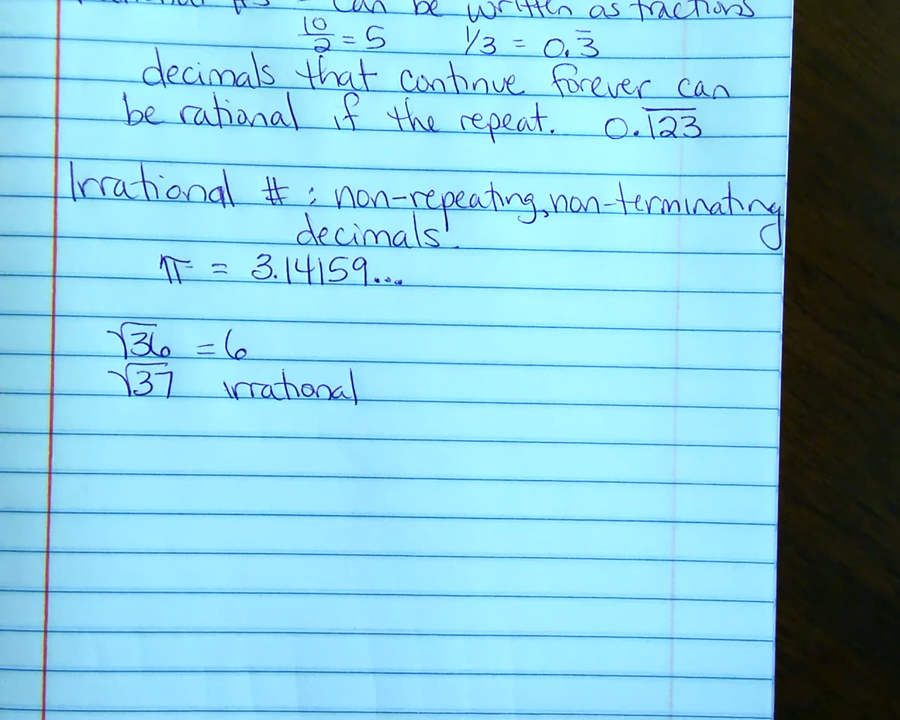 #s - can be written as fractions
10/2 = 5 1/3 = 0.3̅
decimals that continue forever can
be rational if the repeat. 0.1̅2̅3̅
Irrational # : non-repeating, non-terminating
decimals!
π = 3.14159...
√36 = 6
√37 irrational